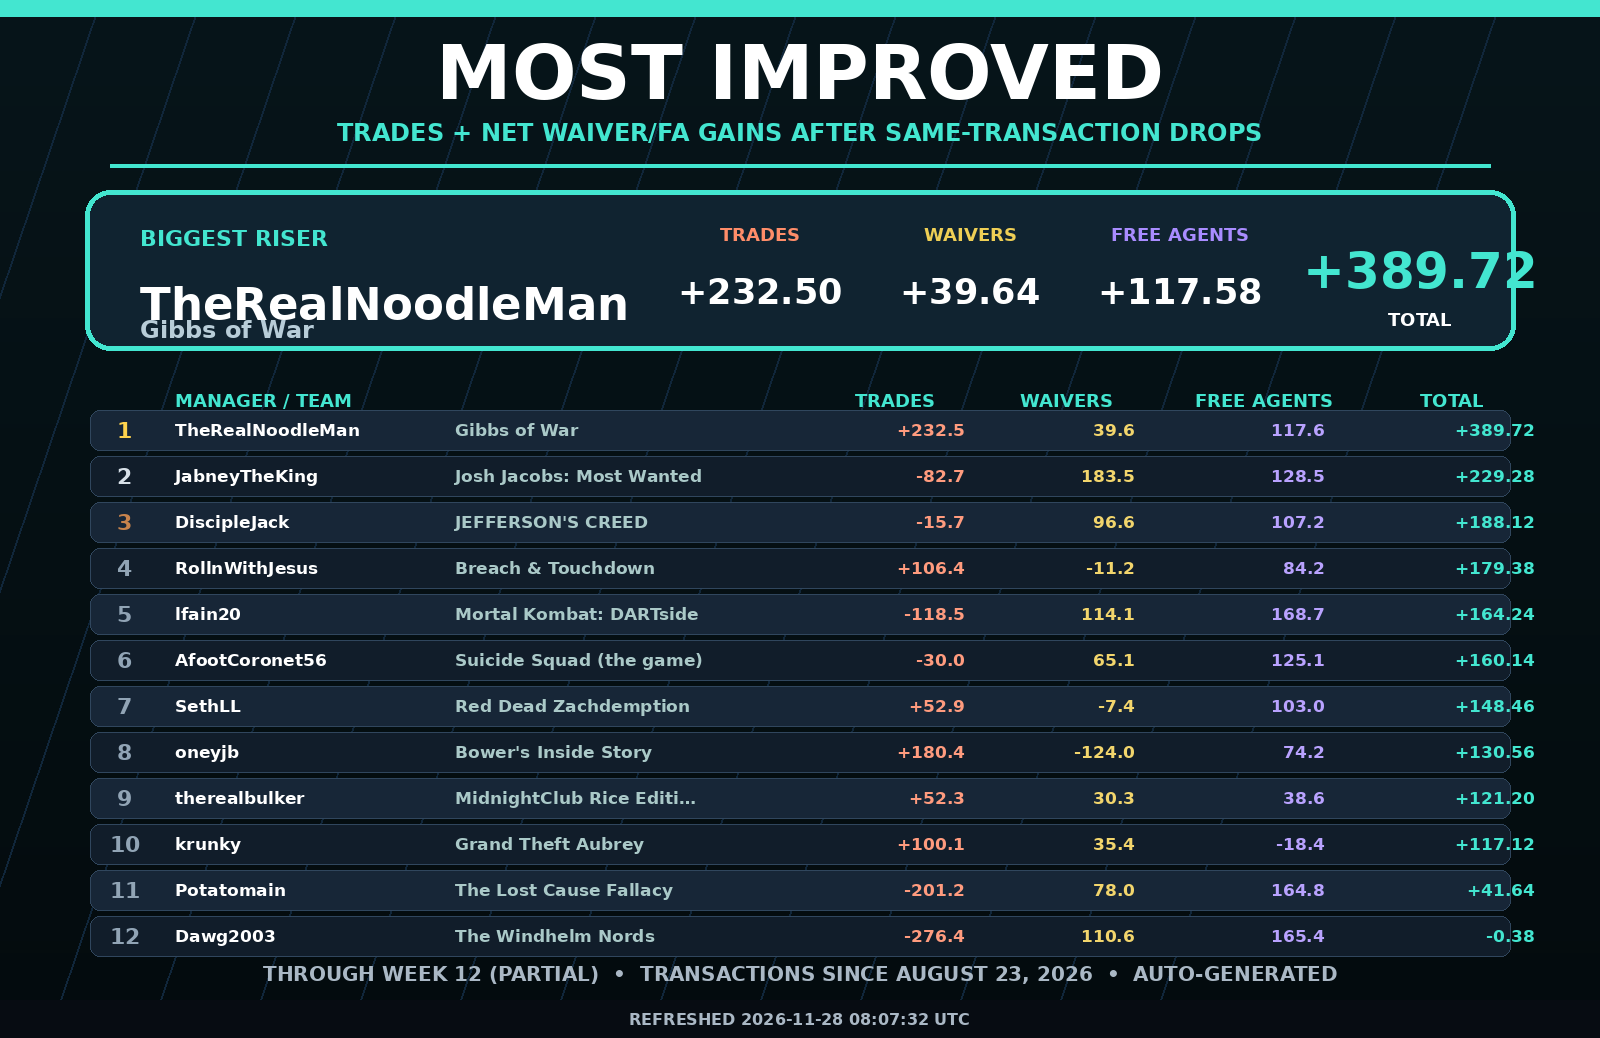 MOST IMPROVED
TRADES + NET WAIVER/FA GAINS AFTER SAME-TRANSACTION DROPS
BIGGEST RISER
TheRealNoodleMan
Gibbs of War
TRADES WAIVERS FREE AGENTS
+232.50 +39.64 +117.58 +389.72
TOTAL
MANAGER / TEAM TRADES WAIVERS FREE AGENTS TOTAL
1 TheRealNoodleMan Gibbs of War +232.5 39.6 117.6 +389.72
2 JabneyTheKing Josh Jacobs: Most Wanted -82.7 183.5 128.5 +229.28
3 DiscipleJack JEFFERSON'S CREED -15.7 96.6 107.2 +188.12
4 RollnWithJesus Breach & Touchdown +106.4 -11.2 84.2 +179.38
5 lfain20 Mortal Kombat: DARTside -118.5 114.1 168.7 +164.24
6 AfootCoronet56 Suicide Squad (the game) -30.0 65.1 125.1 +160.14
7 SethLL Red Dead Zachdemption +52.9 -7.4 103.0 +148.46
8 oneyjb Bower's Inside Story +180.4 -124.0 74.2 +130.56
9 therealbulker MidnightClub Rice Editi... +52.3 30.3 38.6 +121.20
10 krunky Grand Theft Aubrey +100.1 35.4 -18.4 +117.12
11 Potatomain The Lost Cause Fallacy -201.2 78.0 164.8 +41.64
12 Dawg2003 The Windhelm Nords -276.4 110.6 165.4 -0.38
THROUGH WEEK 12 (PARTIAL) • TRANSACTIONS SINCE AUGUST 23, 2026 • AUTO-GENERATED
REFRESHED 2026-11-28 08:07:32 UTC